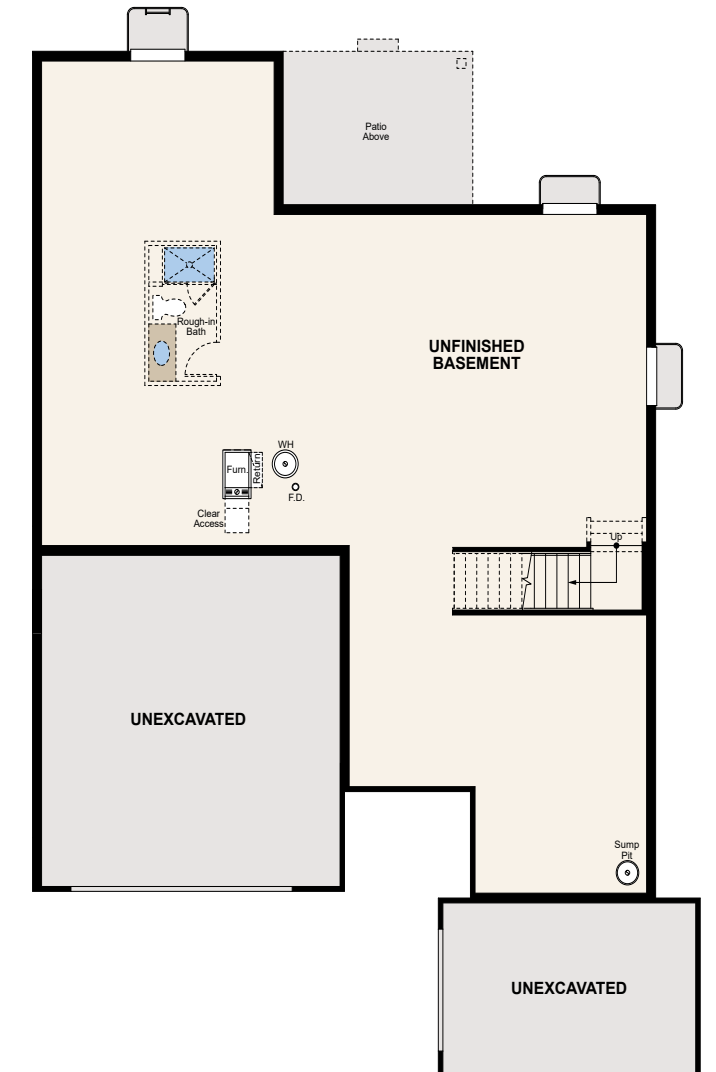 Patio
Above
Rough-in
Bath
UNFINISHED
BASEMENT
WH
Furn.
Return
F.D.
Clear
Access
Up
UNEXCAVATED
Sump
Pit
UNEXCAVATED